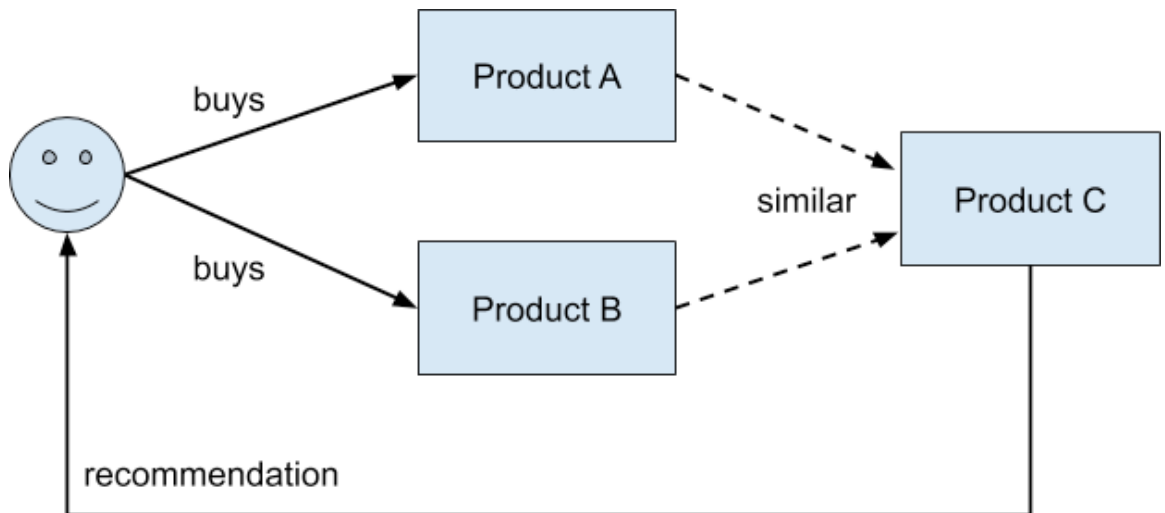 Product A
buys
similar
Product C
buys
Product B
recommendation